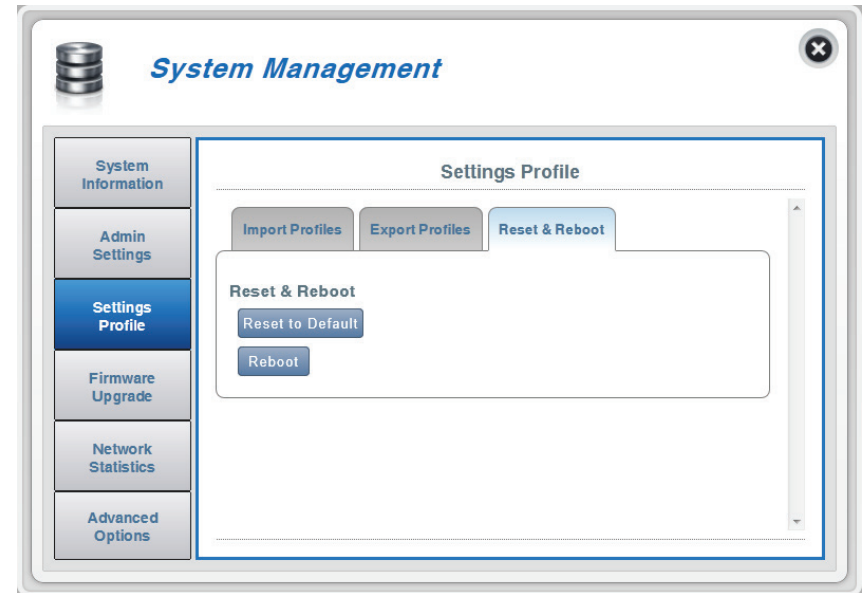 System Management
System
Information
Admin
Settings
Settings
Profile
Firmware
Upgrade
Network
Statistics
Advanced
Options
Settings Profile
Import Profiles
Export Profiles
Reset & Reboot
Reset & Reboot
Reset to Default
Reboot